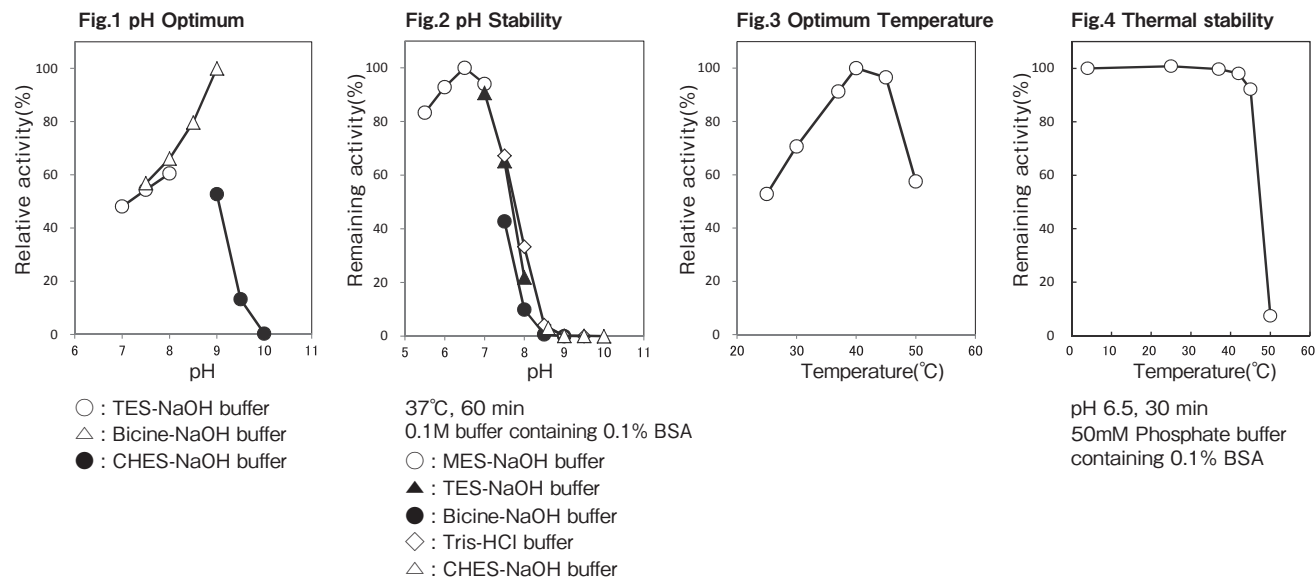 Fig.1 pH Optimum
Relative activity(%)
100
80
60
40
20
0
6 7 8 9 10 11
pH
○ : TES-NaOH buffer
△ : Bicine-NaOH buffer
● : CHES-NaOH buffer
Fig.2 pH Stability
Remaining activity(%)
100
80
60
40
20
0
5 6 7 8 9 10 11
pH
37℃, 60 min
0.1M buffer containing 0.1% BSA
○ : MES-NaOH buffer
▲ : TES-NaOH buffer
● : Bicine-NaOH buffer
◇ : Tris-HCl buffer
△ : CHES-NaOH buffer
Fig.3 Optimum Temperature
Relative activity(%)
100
80
60
40
20
0
20 30 40 50 60
Temperature(℃)
Fig.4 Thermal stability
Remaining activity(%)
100
80
60
40
20
0
0 10 20 30 40 50 60
Temperature(℃)
pH 6.5, 30 min
50mM Phosphate buffer
containing 0.1% BSA